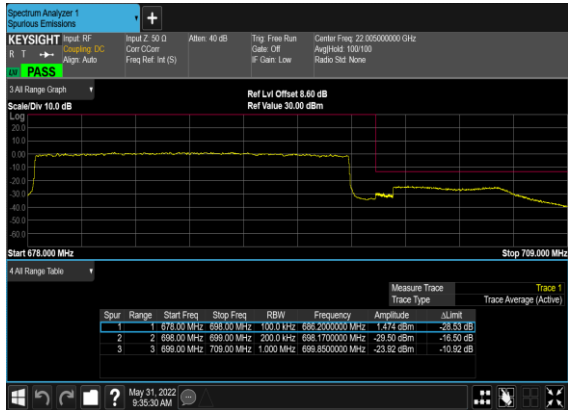 Spectrum Analyzer 1
Spurious Emissions
KEYSIGHT Input: RF Input Z: 50 Ω Atten: 40 dB Trig: Free Run Center Freq: 22.005000000 GHz
R T Coupling: DC Corr CCorr Gate: Off Avg|Hold: 100/100
Align: Auto Freq Ref: Int (S) IF Gain: Low Radio Std: None
LU PASS
3 All Range Graph
Ref Lvl Offset 8.60 dB
Scale/Div 10.0 dB Ref Value 30.00 dBm
Log
20.0
10.0
0.00
-10.0
-20.0
-30.0
-40.0
-50.0
-60.0
Start 678.000 MHz Stop 709.000 MHz
4 All Range Table
Measure Trace Trace 1
Trace Type Trace Average (Active)
Spur Range Start Freq Stop Freq RBW Frequency Amplitude ΔLimit
1 1 678.00 MHz 698.00 MHz 100.0 kHz 686.2000000 MHz 1.474 dBm -28.53 dB
2 2 698.00 MHz 699.00 MHz 200.0 kHz 698.1700000 MHz -29.50 dBm -16.50 dB
3 3 699.00 MHz 709.00 MHz 1.000 MHz 699.8500000 MHz -23.92 dBm -10.92 dB
? May 31, 2022
9:35:30 AM